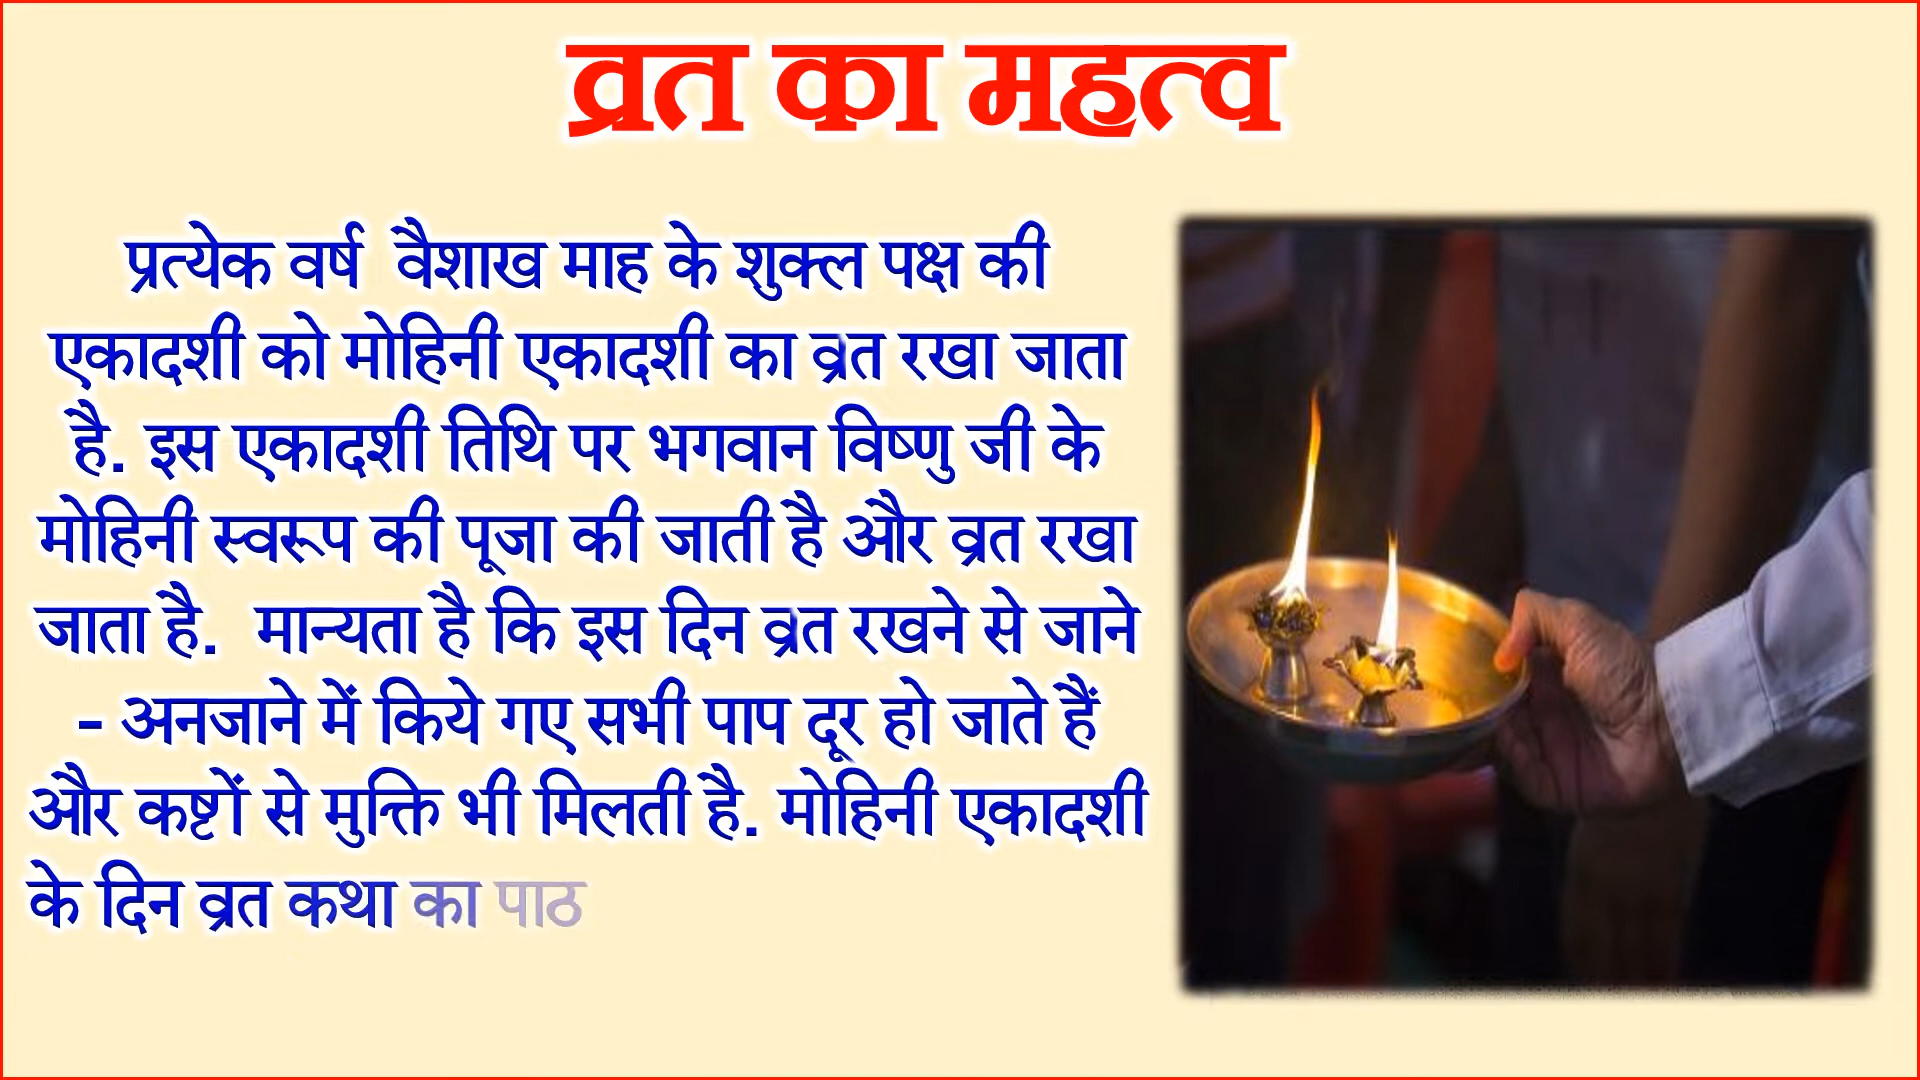 व्रत का महत्व
प्रत्येक वर्ष वैशाख माह के शुक्ल पक्ष की
एकादशी को मोहिनी एकादशी का व्रत रखा जाता
है. इस एकादशी तिथि पर भगवान विष्णु जी के
मोहिनी स्वरूप की पूजा की जाती है और व्रत रखा
जाता है. मान्यता है कि इस दिन व्रत रखने से जाने
- अनजाने में किये गए सभी पाप दूर हो जाते हैं
और कष्टों से मुक्ति भी मिलती है. मोहिनी एकादशी
के दिन व्रत कथा का पाठ